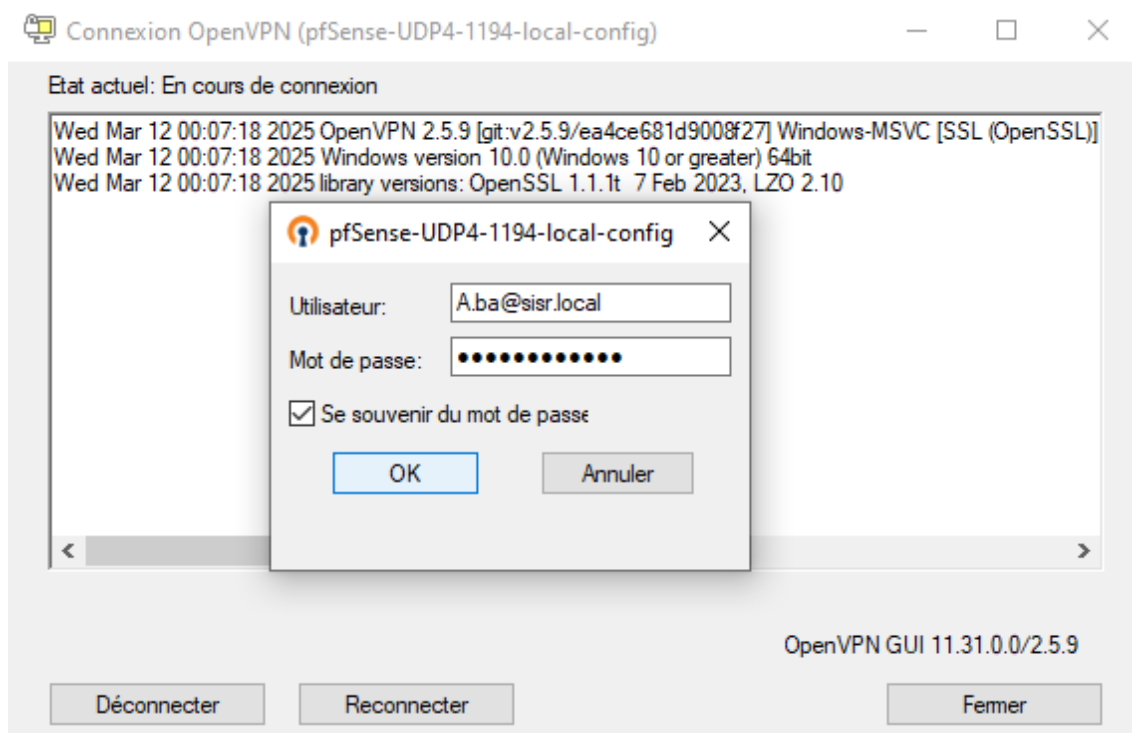 Connexion OpenVPN (pfSense-UDP4-1194-local-config)
Etat actuel: En cours de connexion
Wed Mar 12 00:07:18 2025 OpenVPN 2.5.9 [git:v2.5.9/ea4ce681d9008f27] Windows-MSVC [SSL (OpenSSL)]
Wed Mar 12 00:07:18 2025 Windows version 10.0 (Windows 10 or greater) 64bit
Wed Mar 12 00:07:18 2025 library versions: OpenSSL 1.1.1t 7 Feb 2023, LZO 2.10
pfSense-UDP4-1194-local-config
Utilisateur: A.ba@sisr.local
Mot de passe: ●●●●●●●●●●●●
Se souvenir du mot de passe
OK Annuler
OpenVPN GUI 11.31.0.0/2.5.9
Déconnecter Reconnecter Fermer